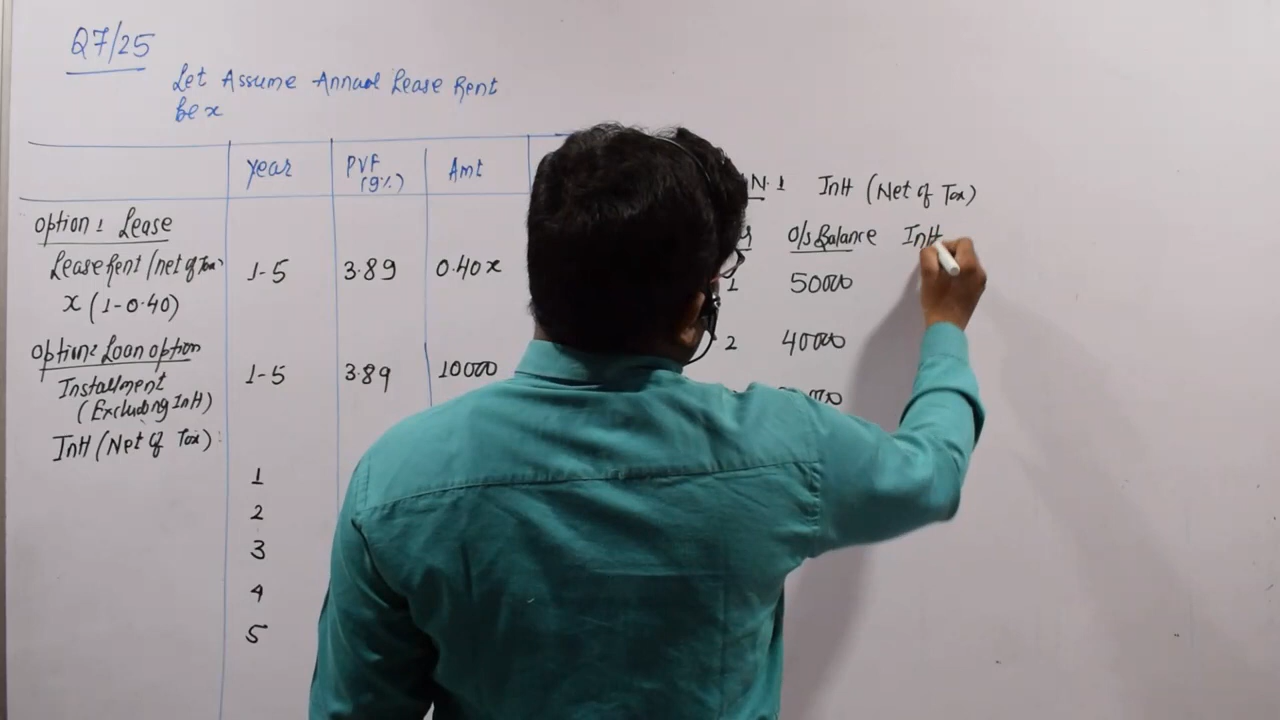 Q7/25
Let Assume Annual Lease Rent
be x
Year PVF Amt
(9%)
Option 1 Lease
Lease Rent (net of Tax) 1-5 3.89 0.40x
x (1-0.40)
Option 2 Loan option
Installment 1-5 3.89 10000
(Excluding Int)
Int (Net of Tax):
1
2
3
4
5
N. 1 Int (Net of Tax)
O/s Balance Int
1 50000
2 40000